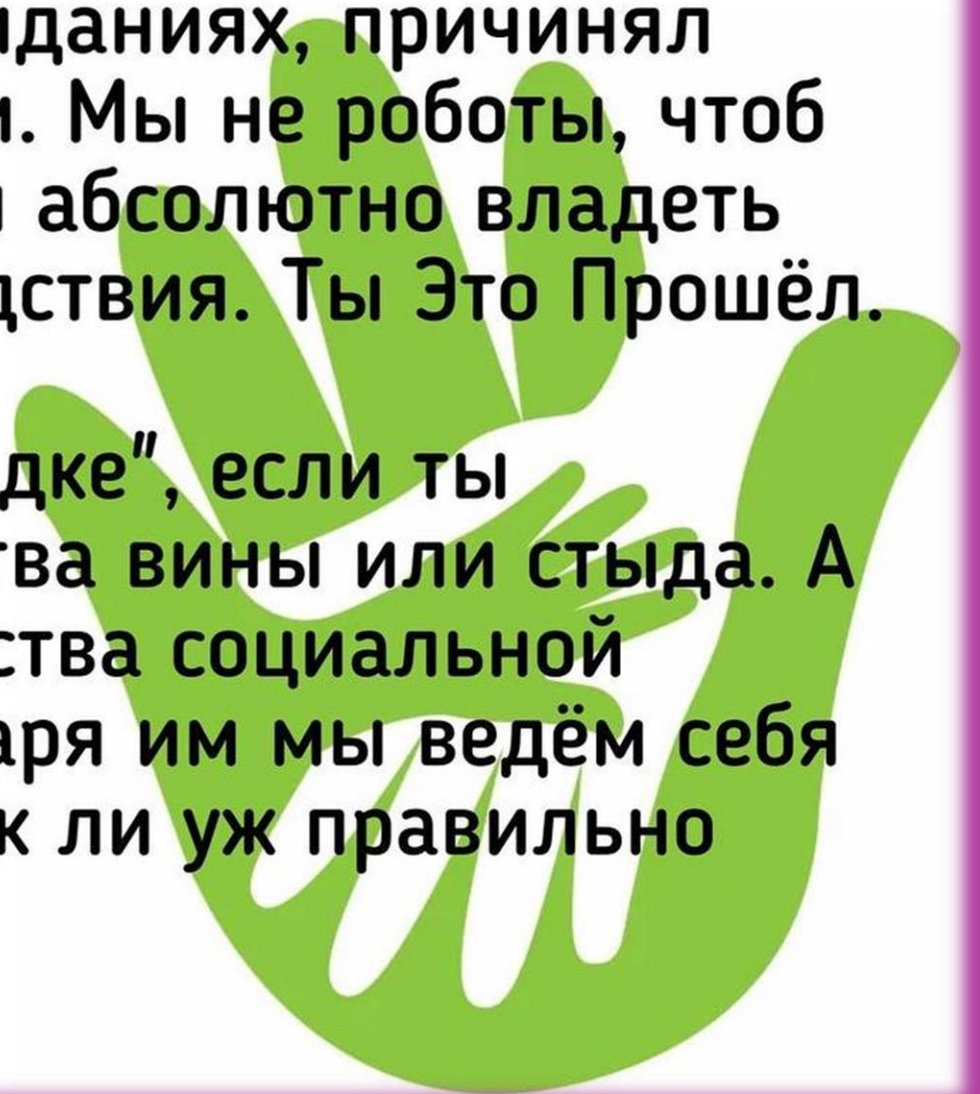 даниях, причинял
. Мы не роботы, чтоб
абсолютно владеть
дствия. Ты Это Прошёл.
дке", если ты
ва вины или стыда. А
ства социальной
аря им мы ведём себя
к ли уж правильно